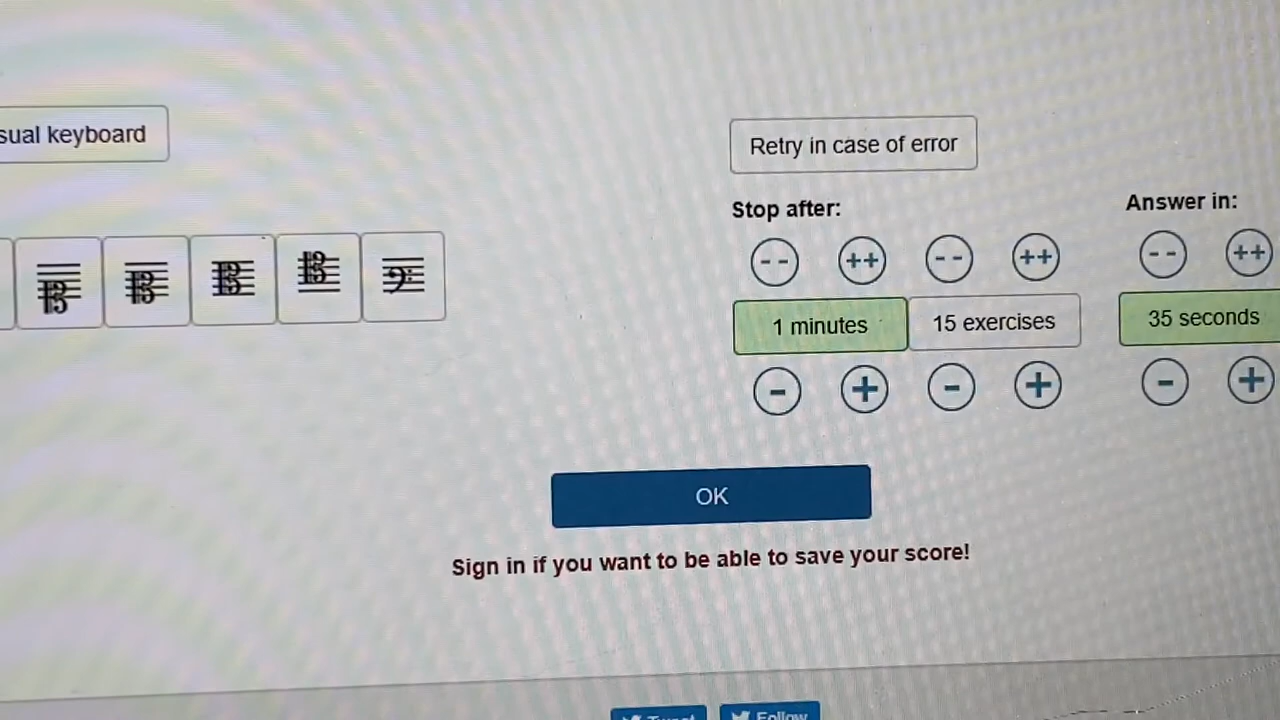 sual keyboard
Retry in case of error
Stop after:
Answer in:
-- ++ -- ++ -- ++
1 minutes 15 exercises 35 seconds
- + - + - +
OK
Sign in if you want to be able to save your score!
Tweet Follow